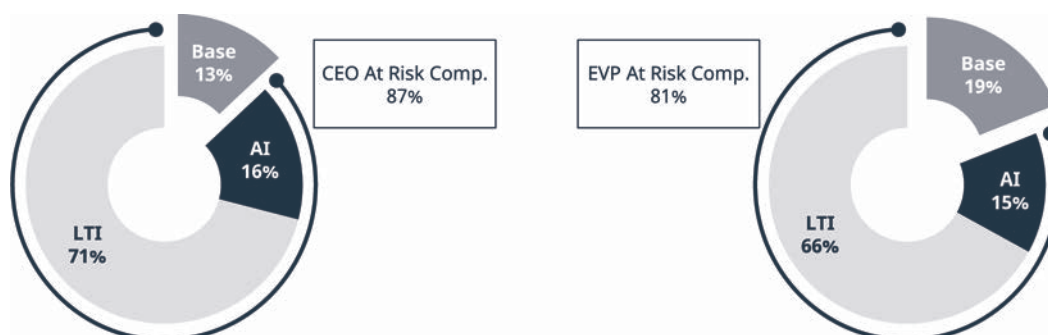 Base
13%
CEO At Risk Comp.
87%
AI
16%
LTI
71%
EVP At Risk Comp.
81%
Base
19%
AI
15%
LTI
66%